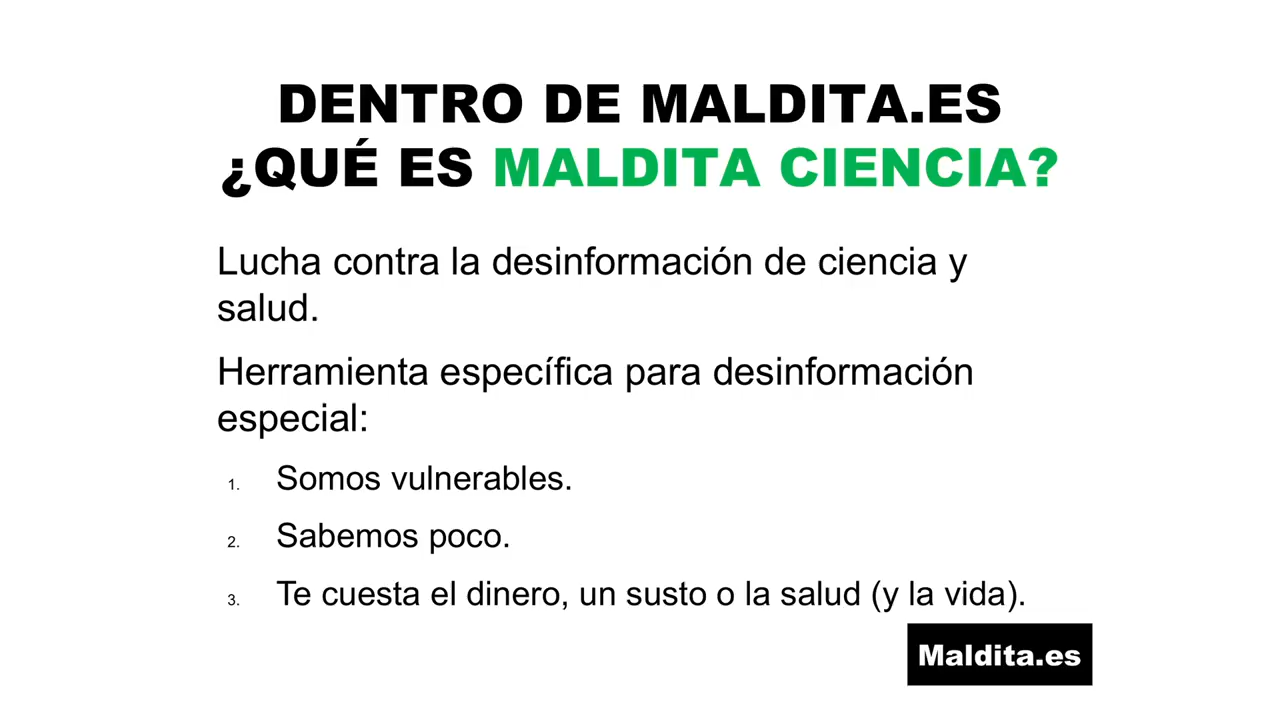 DENTRO DE MALDITA.ES
¿QUÉ ES MALDITA CIENCIA?
Lucha contra la desinformación de ciencia y
salud.
Herramienta específica para desinformación
especial:
1. Somos vulnerables.
2. Sabemos poco.
3. Te cuesta el dinero, un susto o la salud (y la vida).
Maldita.es